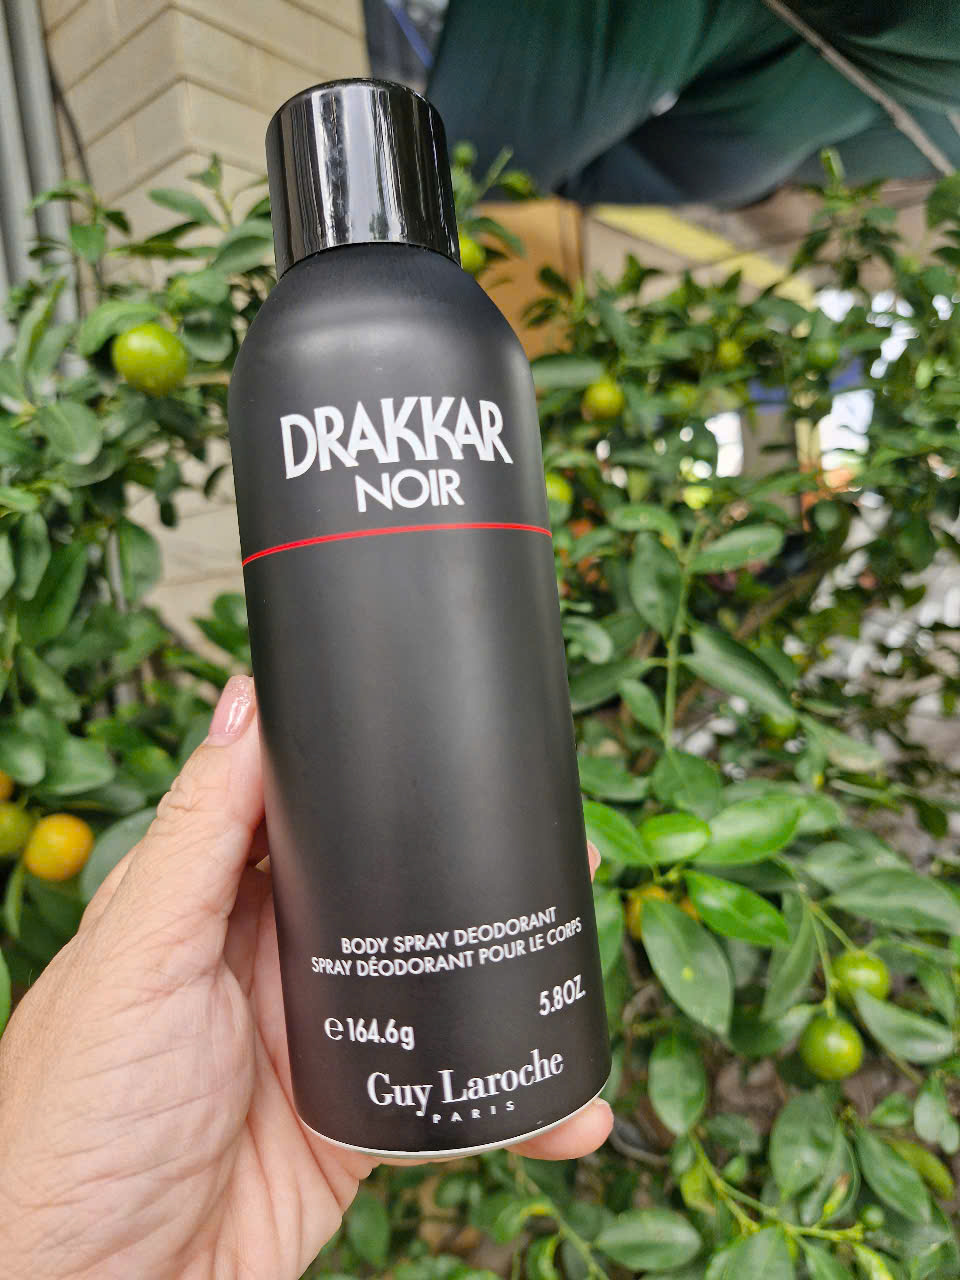 DRAKKAR
NOIR
BODY SPRAY DEODORANT
SPRAY DÉODORANT POUR LE CORPS
5.8OZ.
℮164.6g
Guy Laroche
PARIS